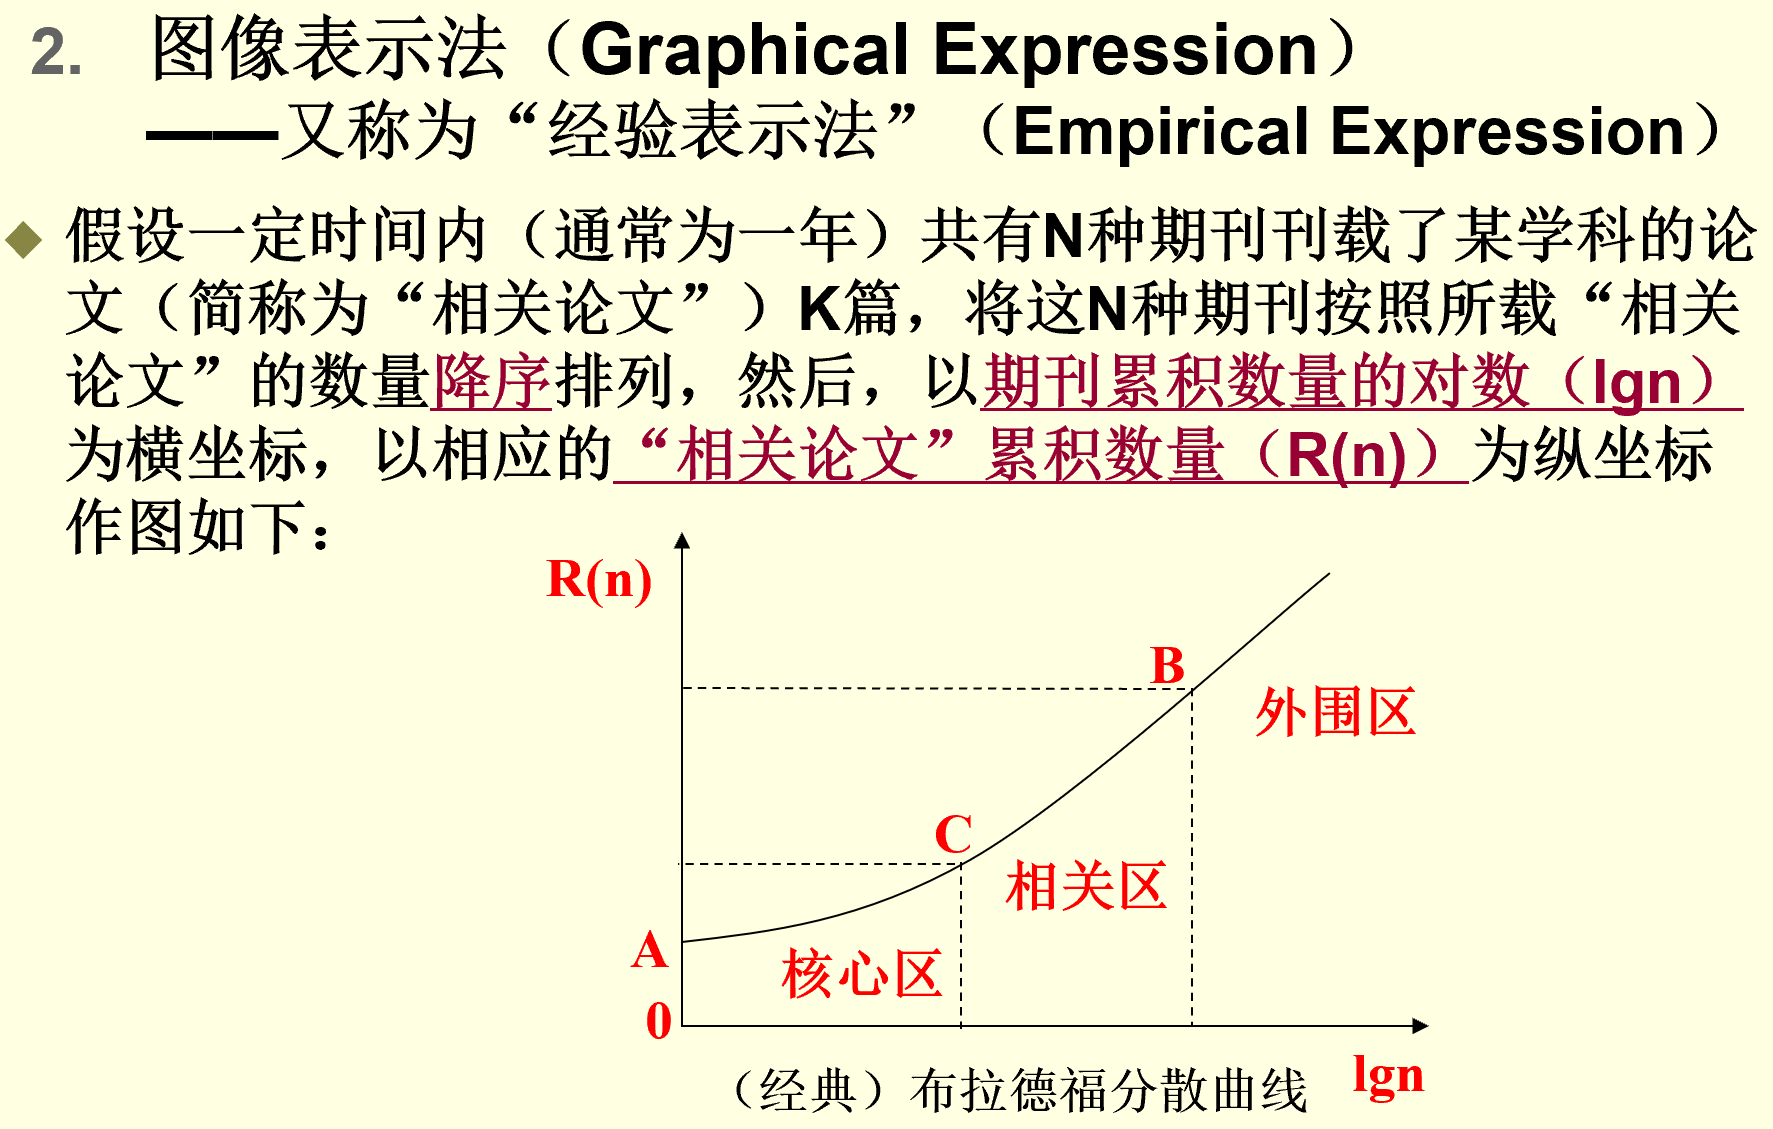 2. 图像表示法（Graphical Expression）
——又称为“经验表示法”（Empirical Expression）
假设一定时间内（通常为一年）共有N种期刊刊载了某学科的论
文（简称为“相关论文”）K篇，将这N种期刊按照所载“相关
论文”的数量降序排列，然后，以期刊累积数量的对数（lgn）
为横坐标，以相应的“相关论文”累积数量（R(n)）为纵坐标
作图如下：
R(n)
B
外围区
C
相关区
A
核心区
0
lgn
（经典）布拉德福分散曲线